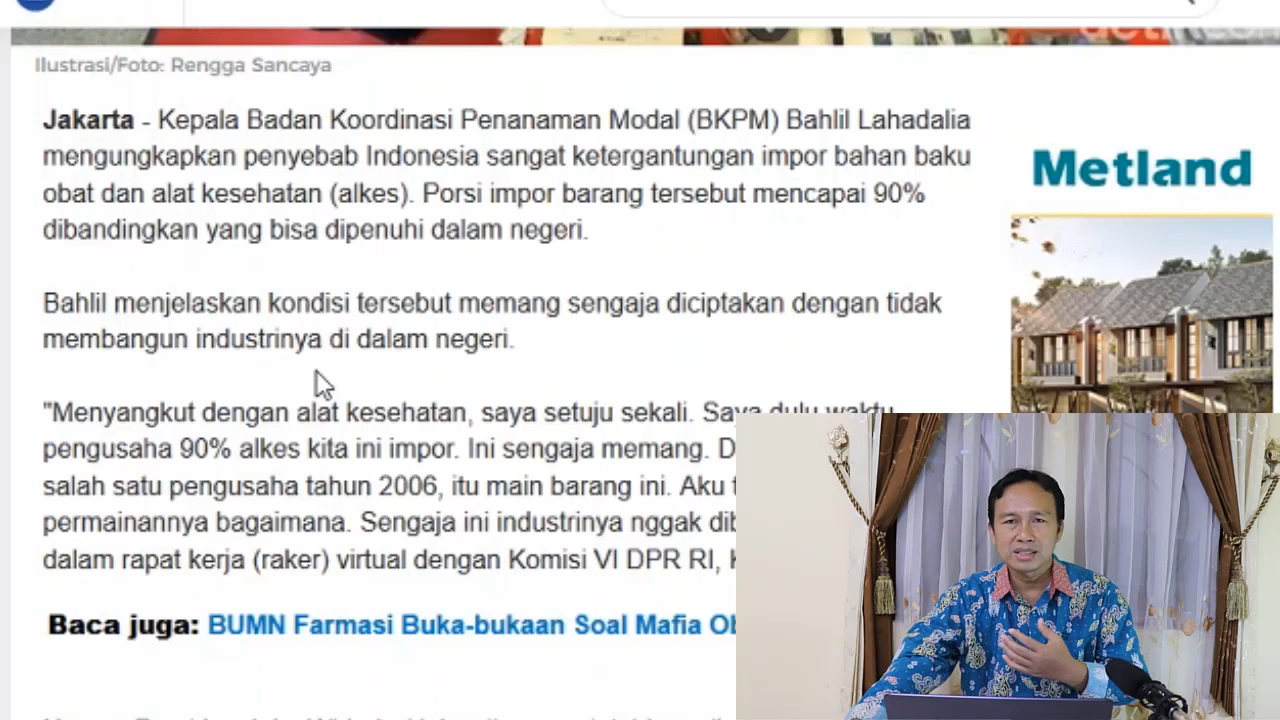 detikcom
Ilustrasi/Foto: Rengga Sancaya
Jakarta - Kepala Badan Koordinasi Penanaman Modal (BKPM) Bahlil Lahadalia
mengungkapkan penyebab Indonesia sangat ketergantungan impor bahan baku
obat dan alat kesehatan (alkes). Porsi impor barang tersebut mencapai 90%
dibandingkan yang bisa dipenuhi dalam negeri.
Bahlil menjelaskan kondisi tersebut memang sengaja diciptakan dengan tidak
membangun industrinya di dalam negeri.
"Menyangkut dengan alat kesehatan, saya setuju sekali. Saya dulu waktu
pengusaha 90% alkes kita ini impor. Ini sengaja memang.
salah satu pengusaha tahun 2006, itu main barang ini. Aku
permainannya bagaimana. Sengaja ini industrinya nggak
dalam rapat kerja (raker) virtual dengan Komisi VI DPR RI,
Baca juga: BUMN Farmasi Buka-bukaan Soal Mafia
Metland